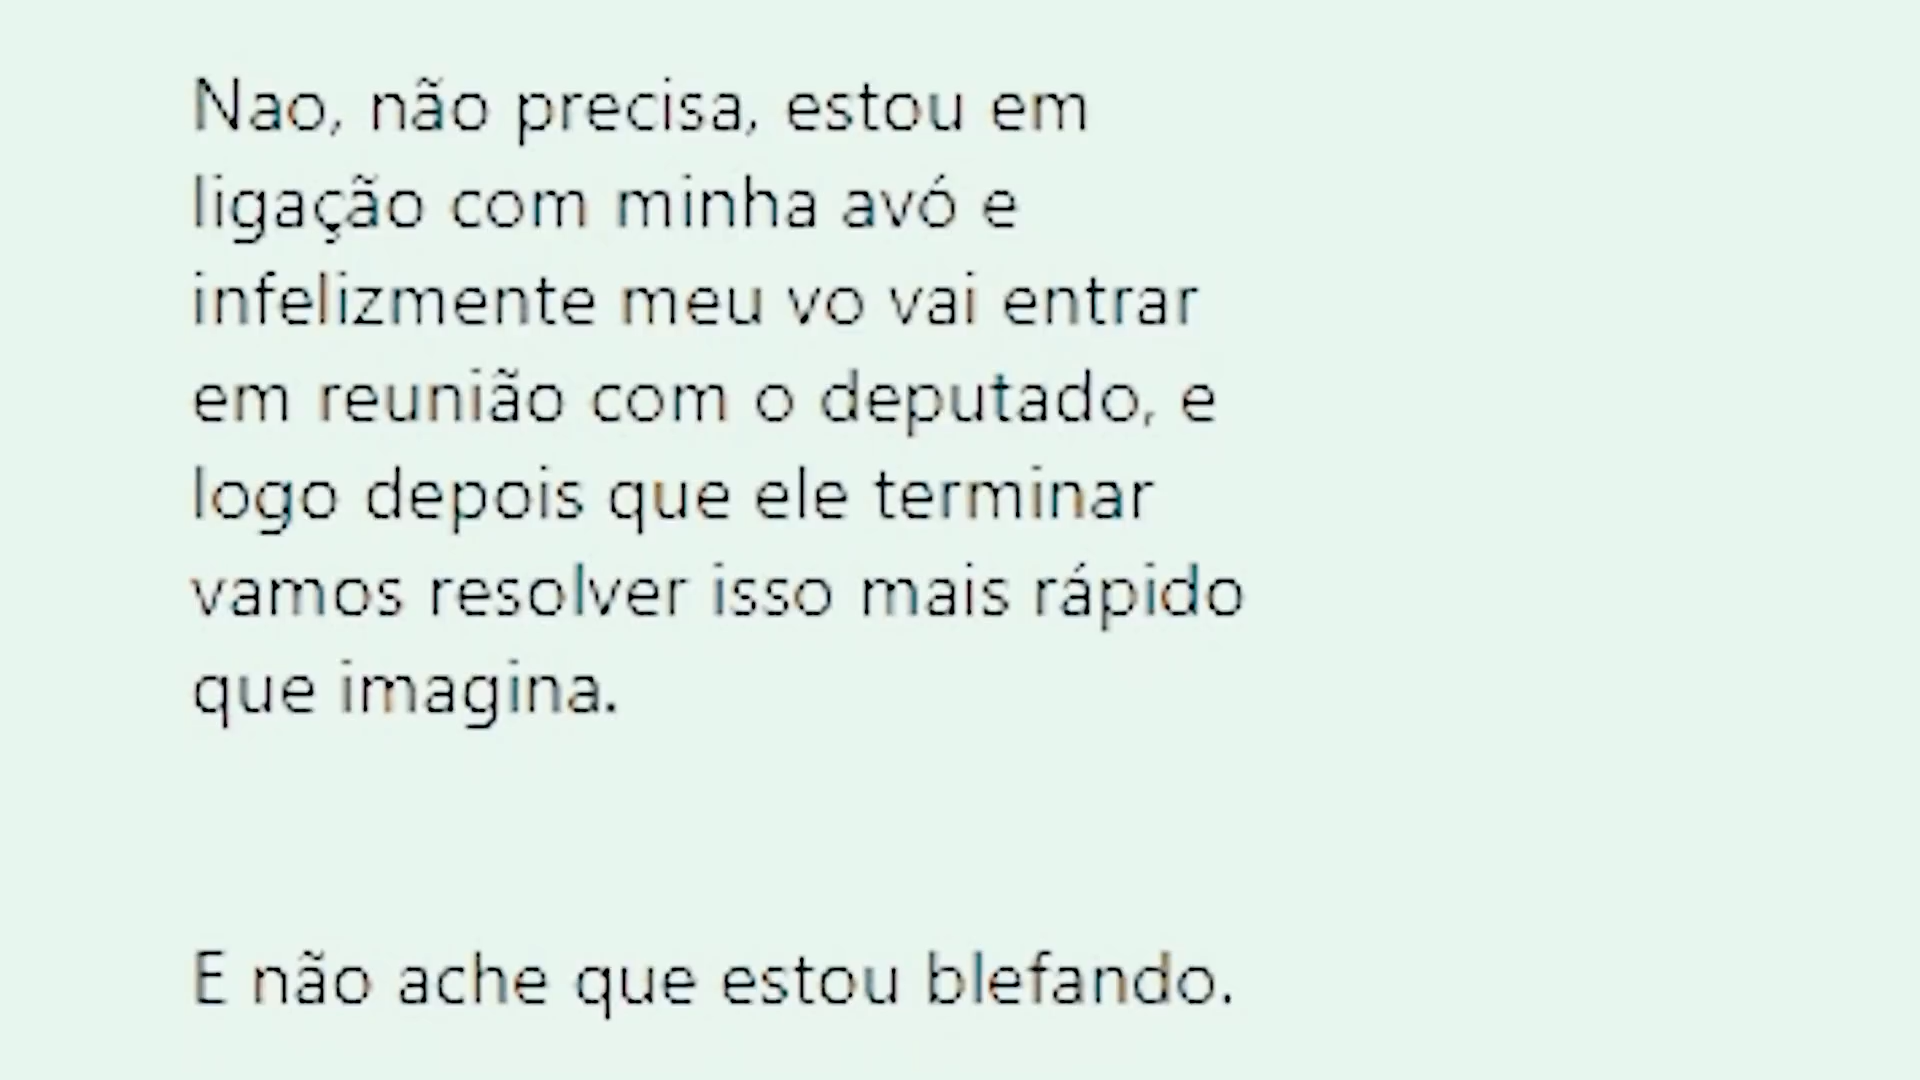 Nao, não precisa, estou em
ligação com minha avó e
infelizmente meu vo vai entrar
em reunião com o deputado, e
logo depois que ele terminar
vamos resolver isso mais rápido
que imagina.
E não ache que estou blefando.